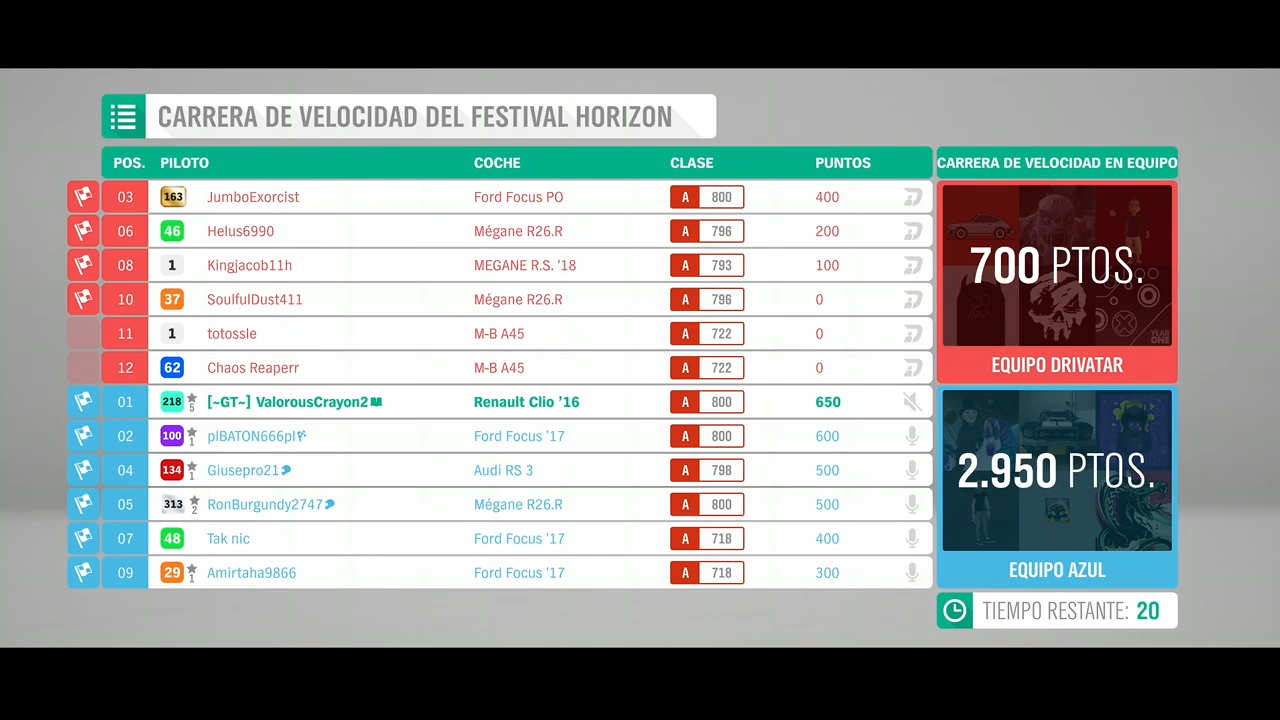 CARRERA DE VELOCIDAD DEL FESTIVAL HORIZON
POS. PILOTO COCHE CLASE PUNTOS
03 163 JumboExorcist Ford Focus PO A 800 400
06 46 Helus6990 Mégane R26.R A 796 200
08 1 Kingjacob11h MEGANE R.S. '18 A 793 100
10 37 SoulfulDust411 Mégane R26.R A 796 0
11 1 totossle M-B A45 A 722 0
12 62 Chaos Reaperr M-B A45 A 722 0
01 218 5 [~GT~] ValorousCrayon2 Renault Clio '16 A 800 650
02 100 1 plBATON666pl Ford Focus '17 A 800 600
04 134 1 Giusepro21 Audi RS 3 A 798 500
05 313 2 RonBurgundy2747 Mégane R26.R A 800 500
07 48 Tak nic Ford Focus '17 A 718 400
09 29 1 Amirtaha9866 Ford Focus '17 A 718 300
CARRERA DE VELOCIDAD EN EQUIPO
700 PTOS.
YEAR
ONE
EQUIPO DRIVATAR
2.950 PTOS.
EQUIPO AZUL
TIEMPO RESTANTE: 20